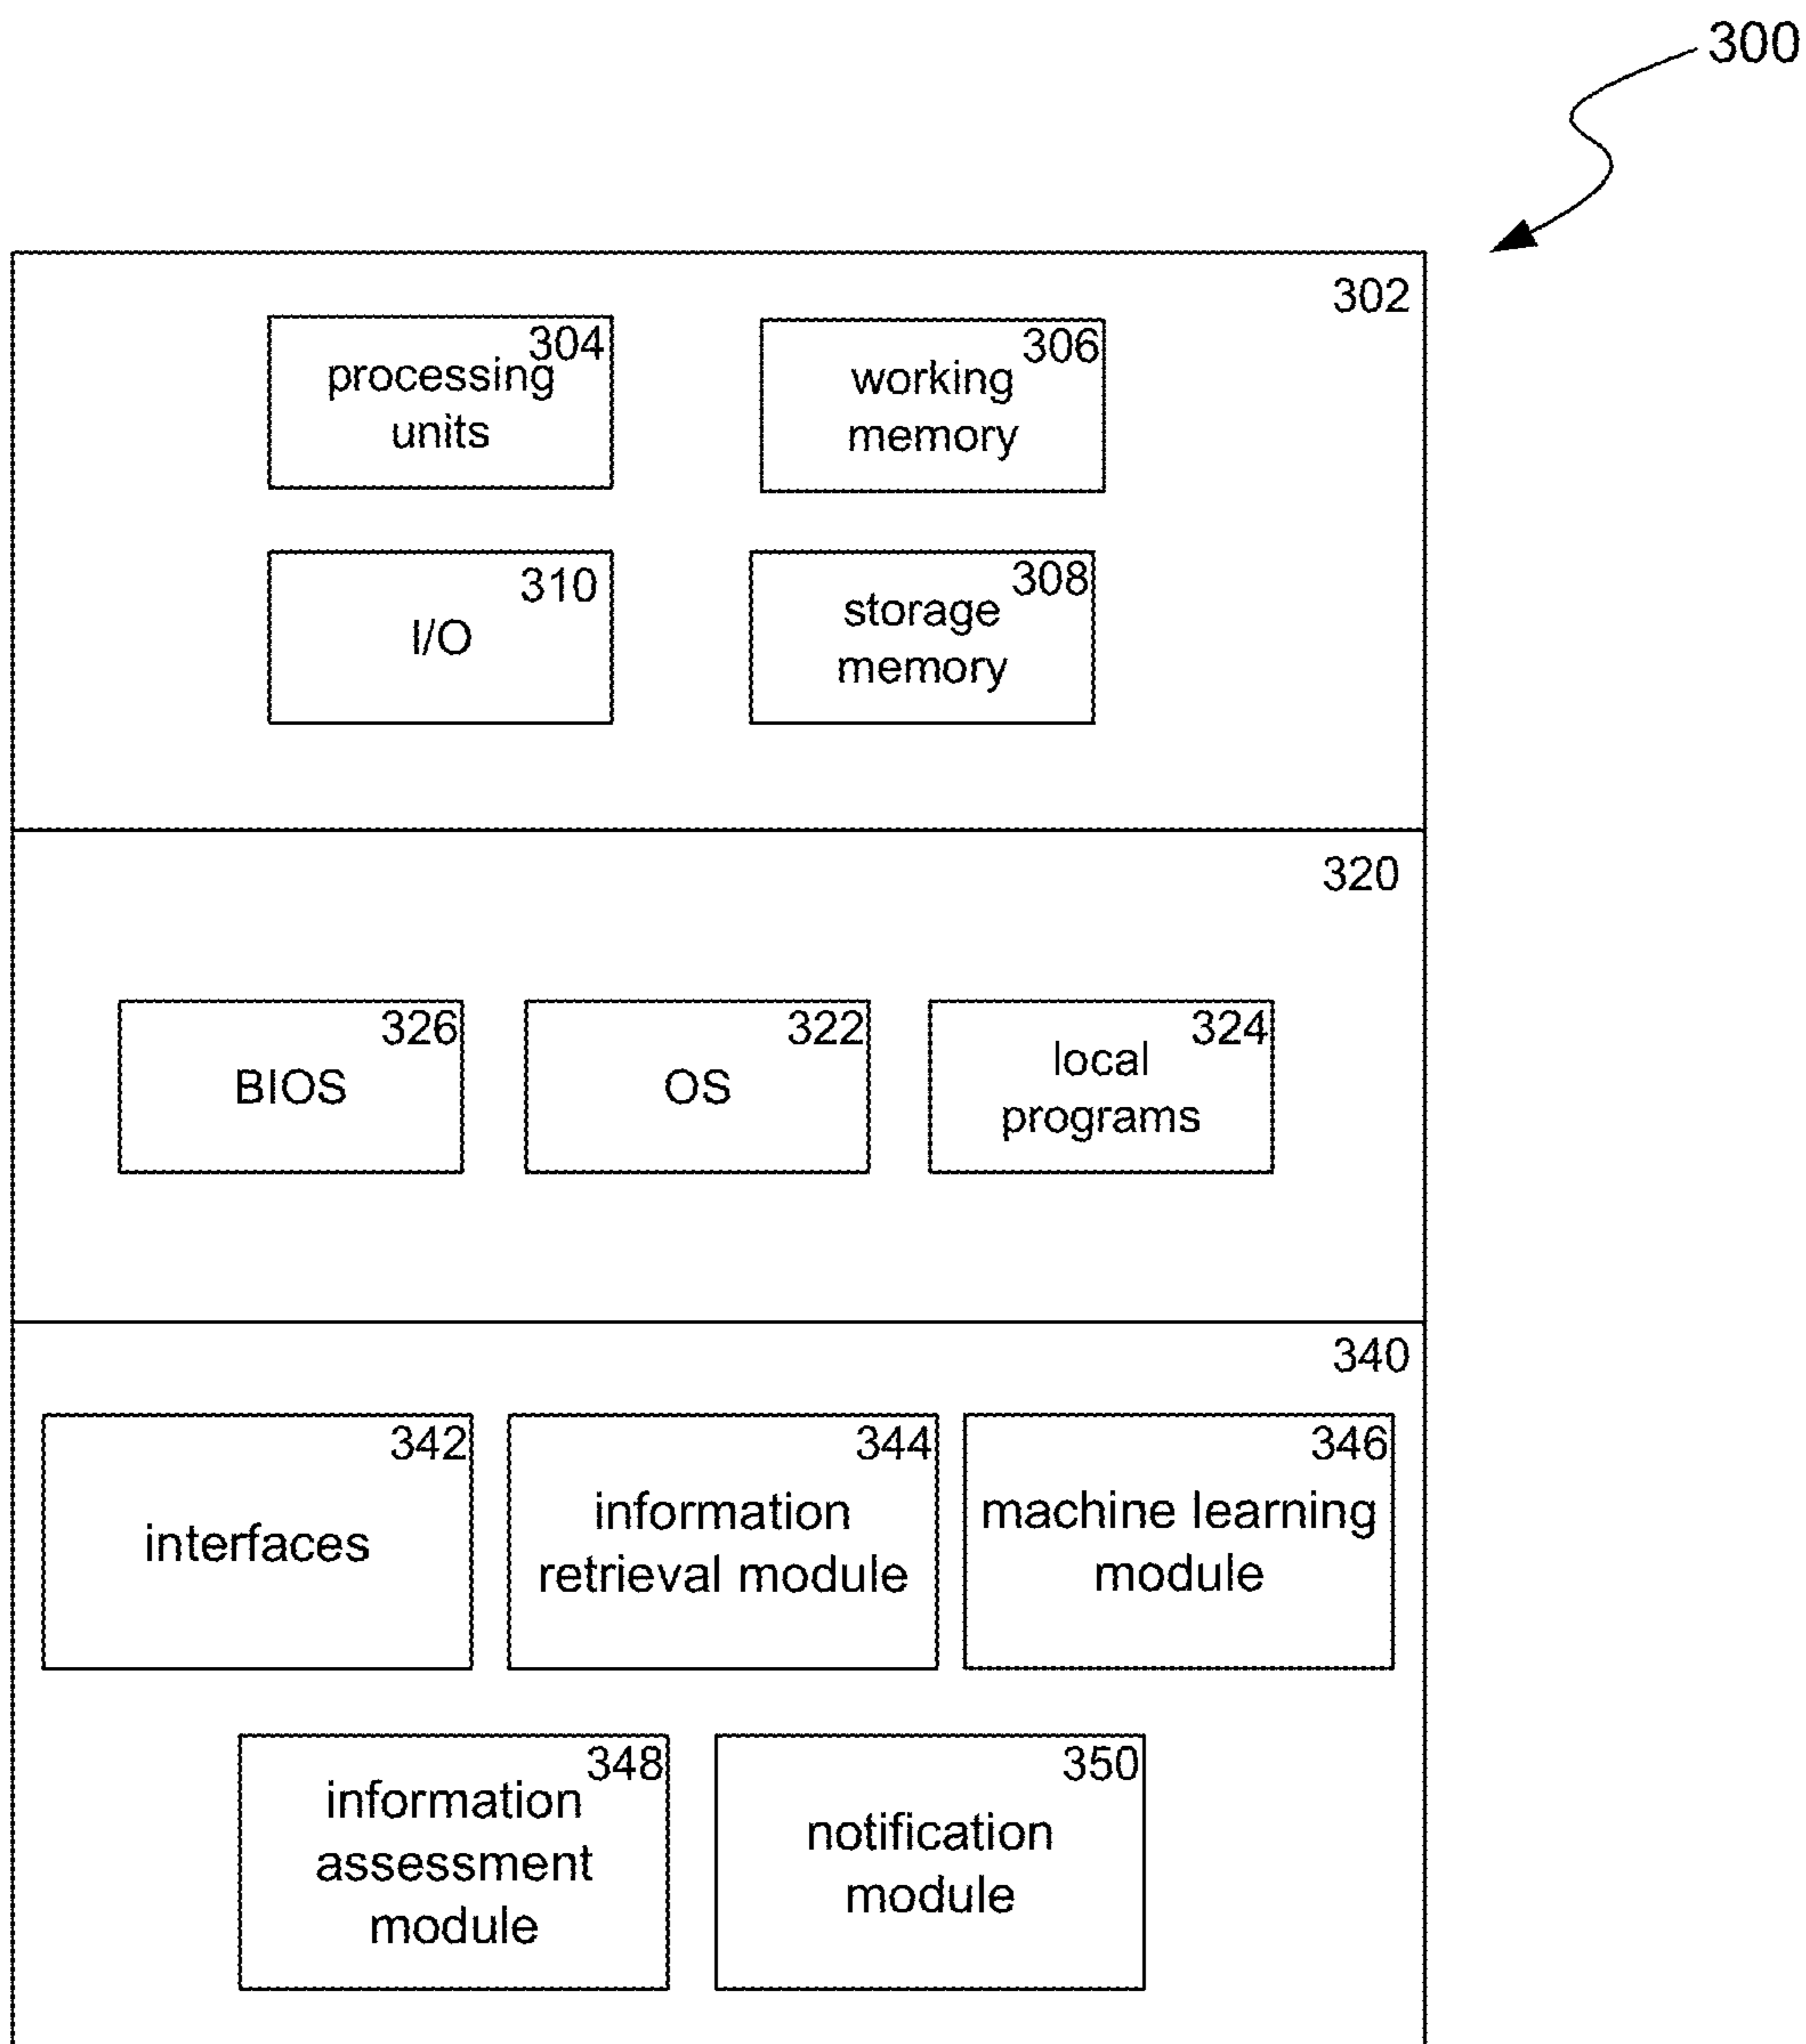 300
302
304
processing
units
306
working
memory
310
I/O
308
storage
memory
320
326
BIOS
322
OS
324
local
programs
340
342
interfaces
344
information
retrieval module
346
machine learning
module
348
information
assessment
module
350
notification
module